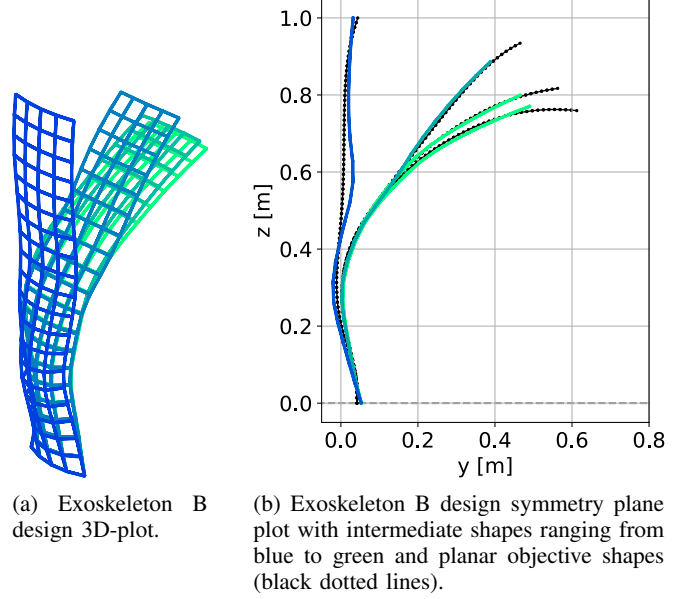 1.0
0.8
0.6
0.4
0.2
0.0
z [m]
0.0 0.2 0.4 0.6 0.8
y [m]
(a) Exoskeleton B
design 3D-plot.
(b) Exoskeleton B design symmetry plane
plot with intermediate shapes ranging from
blue to green and planar objective shapes
(black dotted lines).